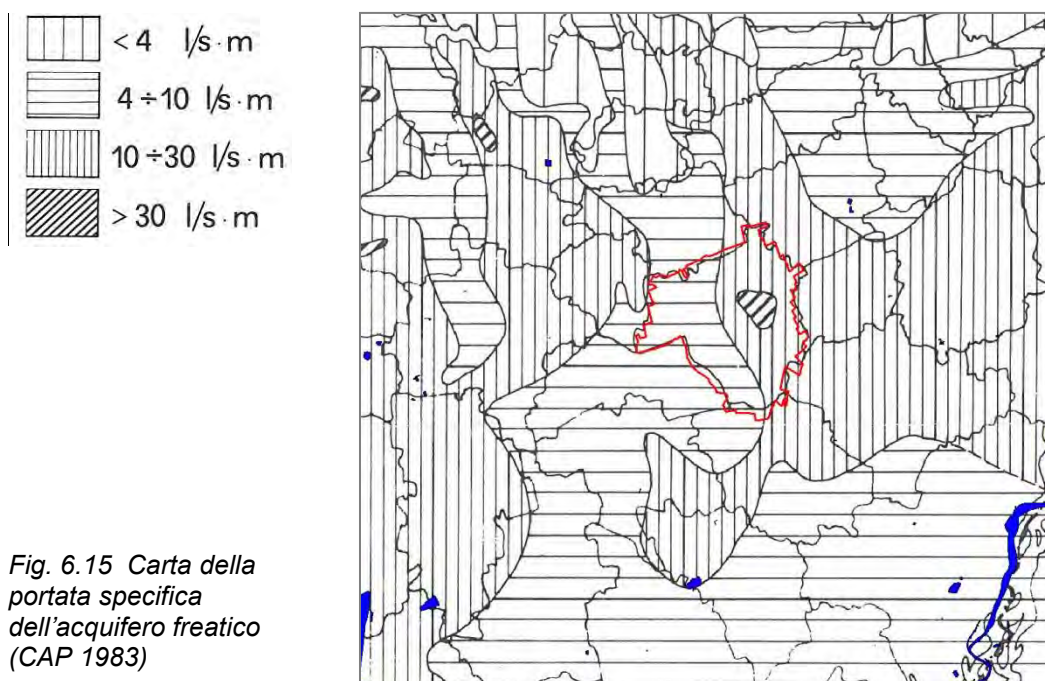 < 4 l/s·m
4 ÷ 10 l/s·m
10 ÷ 30 l/s·m
> 30 l/s·m
Fig. 6.15 Carta della
portata specifica
dell'acquifero freatico
(CAP 1983)